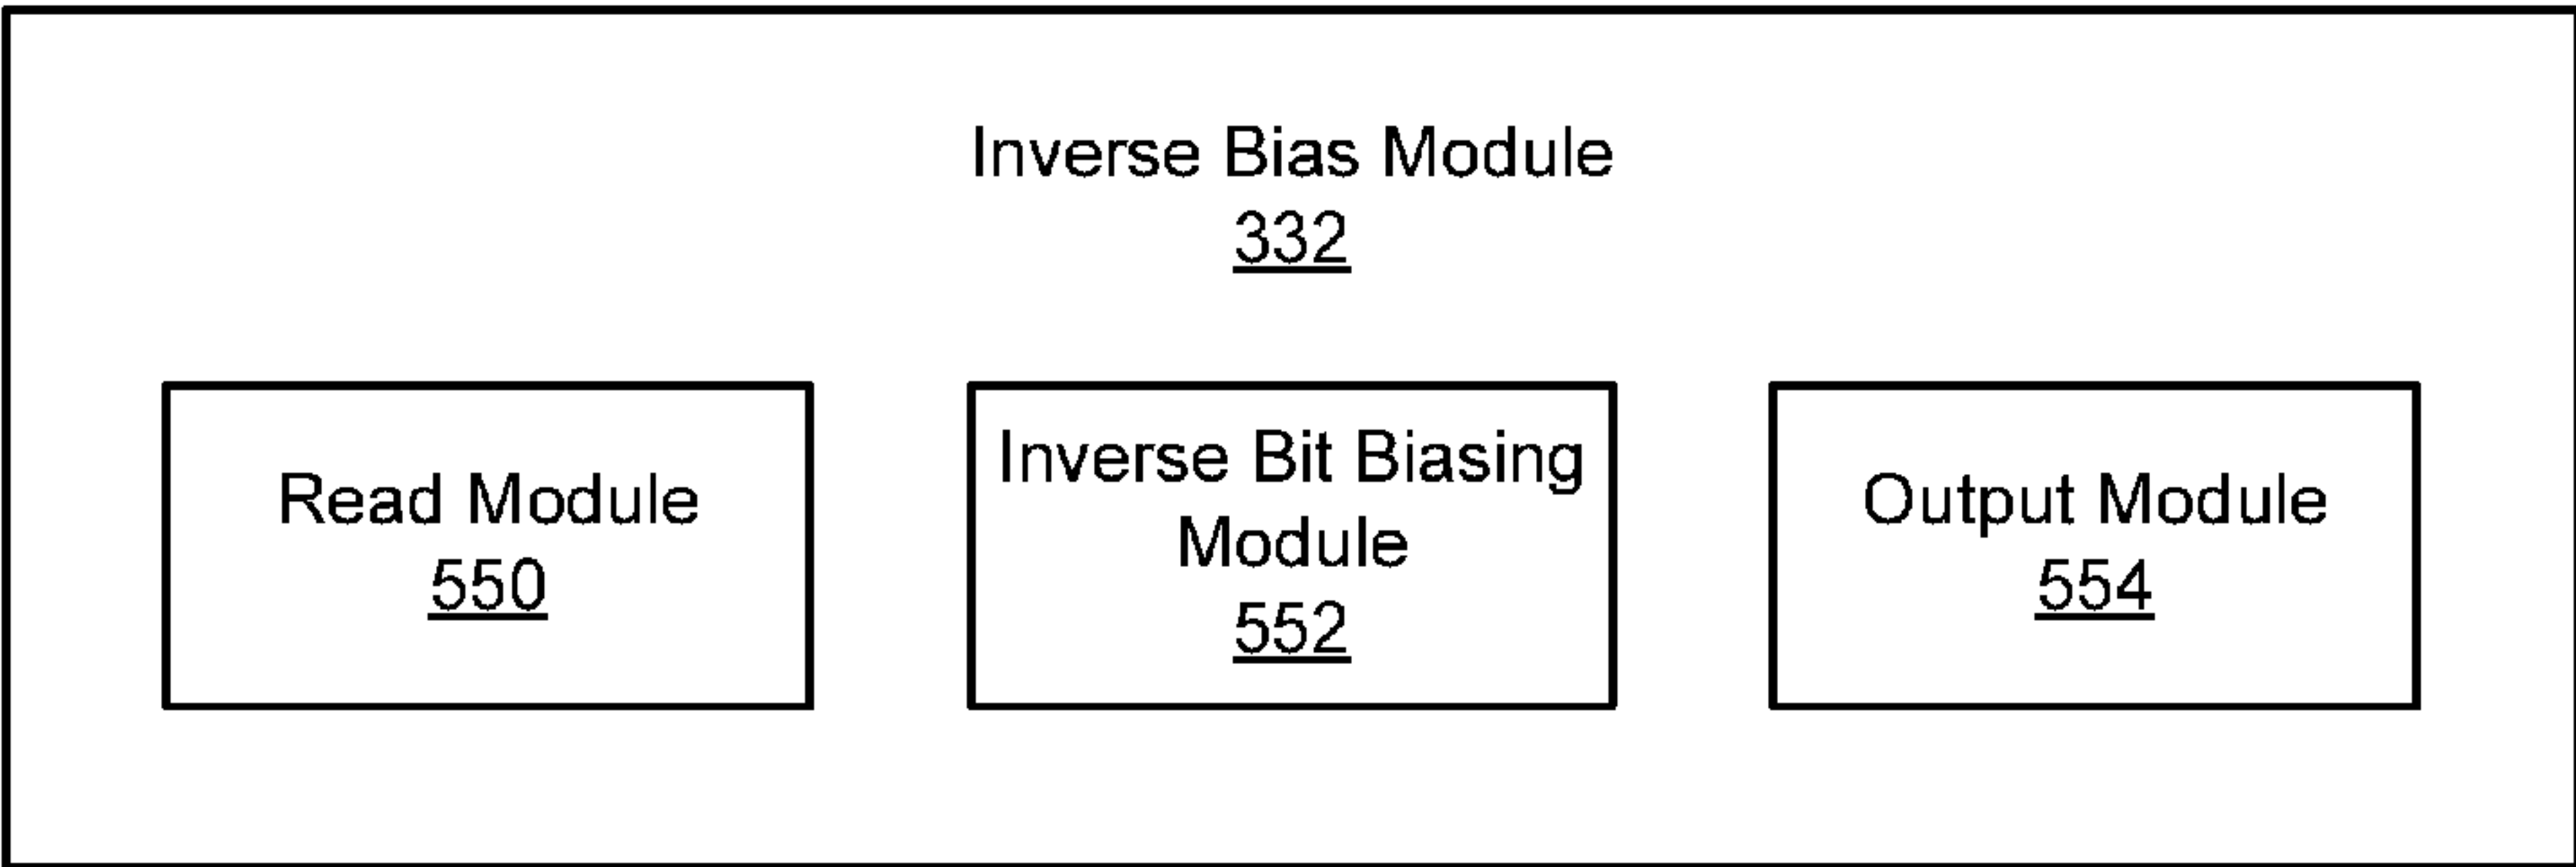 Inverse Bias Module
332
Read Module
550
Inverse Bit Biasing
Module
552
Output Module
554